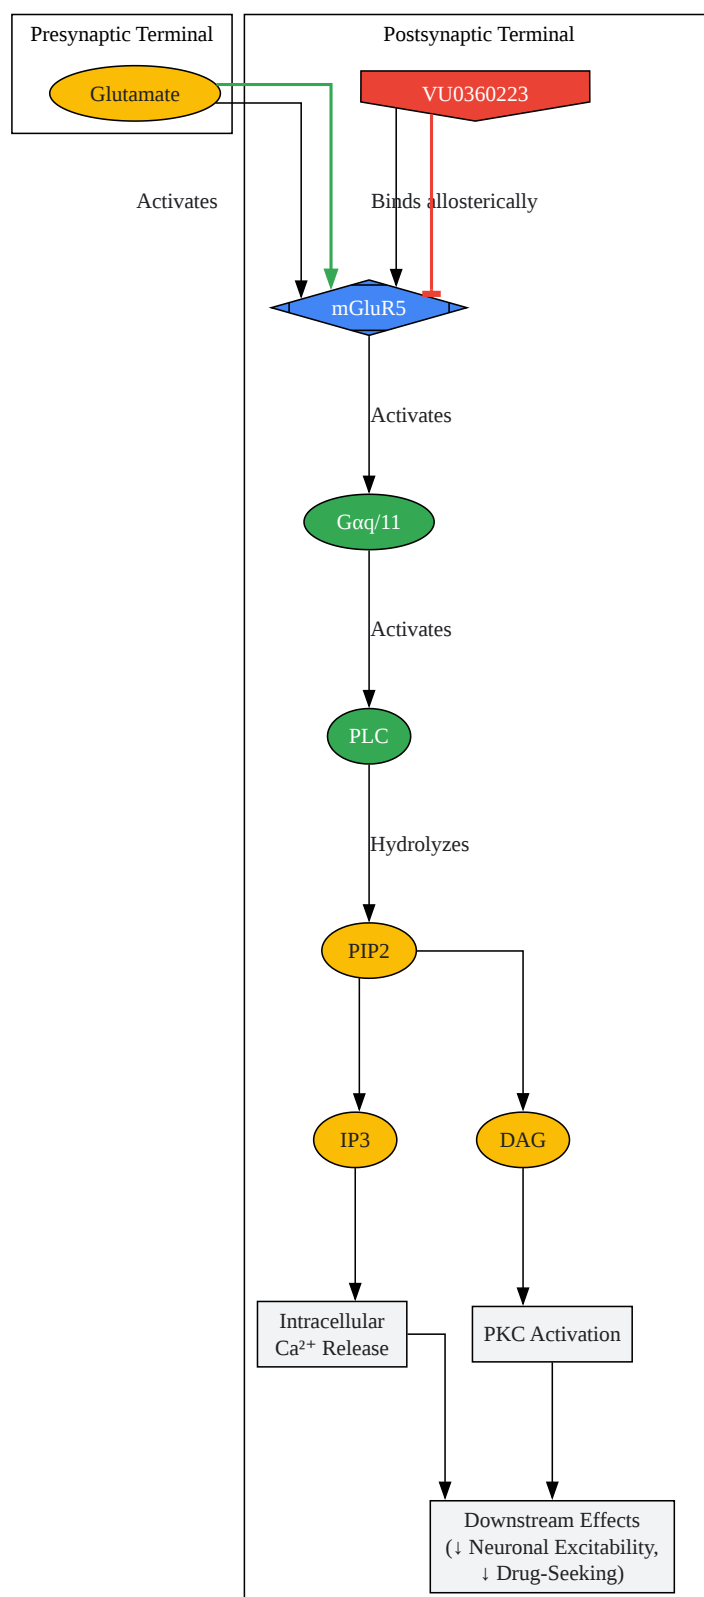 Presynaptic Terminal
Postsynaptic Terminal
Glutamate
VU0360223
Activates
Binds allosterically
mGluR5
Activates
Gαq/11
Activates
PLC
Hydrolyzes
PIP2
IP3
DAG
Intracellular
Ca²⁺ Release
PKC Activation
Downstream Effects
(↓ Neuronal Excitability,
↓ Drug-Seeking)